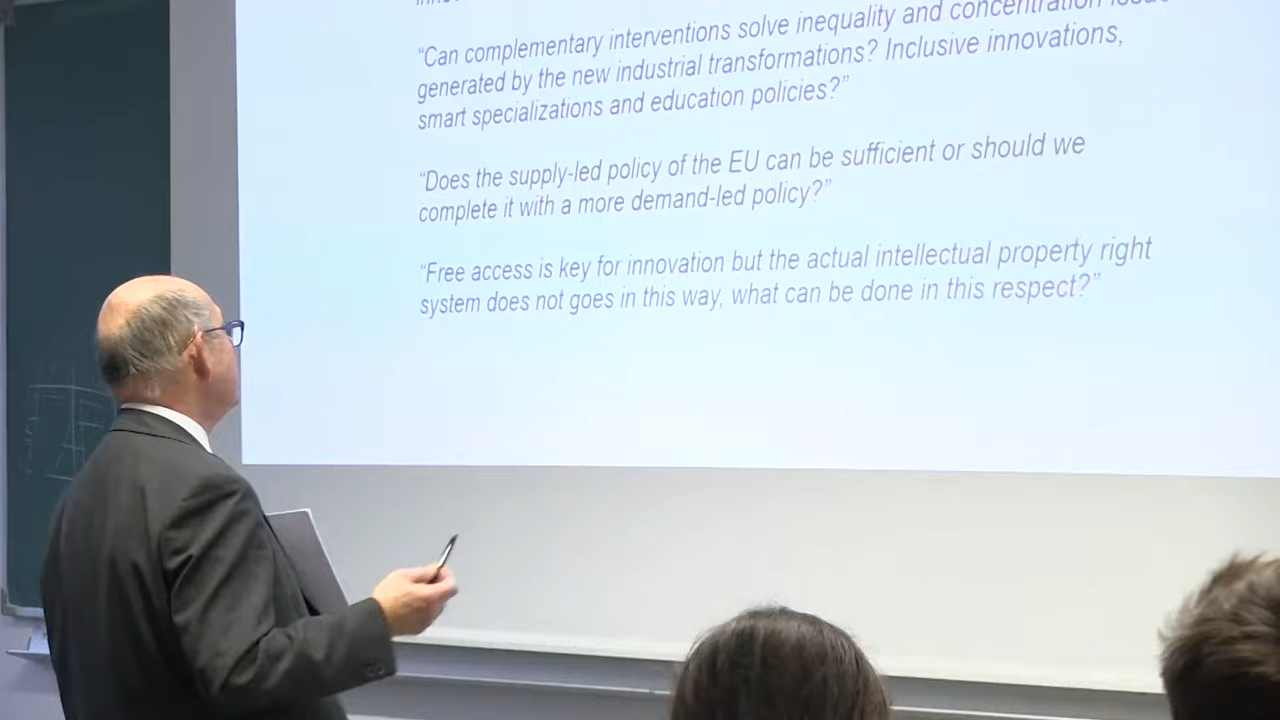 “Can complementary interventions solve inequality and concentration
generated by the new industrial transformations? Inclusive innovations,
smart specializations and education policies?”
“Does the supply-led policy of the EU can be sufficient or should we
complete it with a more demand-led policy?”
“Free access is key for innovation but the actual intellectual property right
system does not goes in this way, what can be done in this respect?”